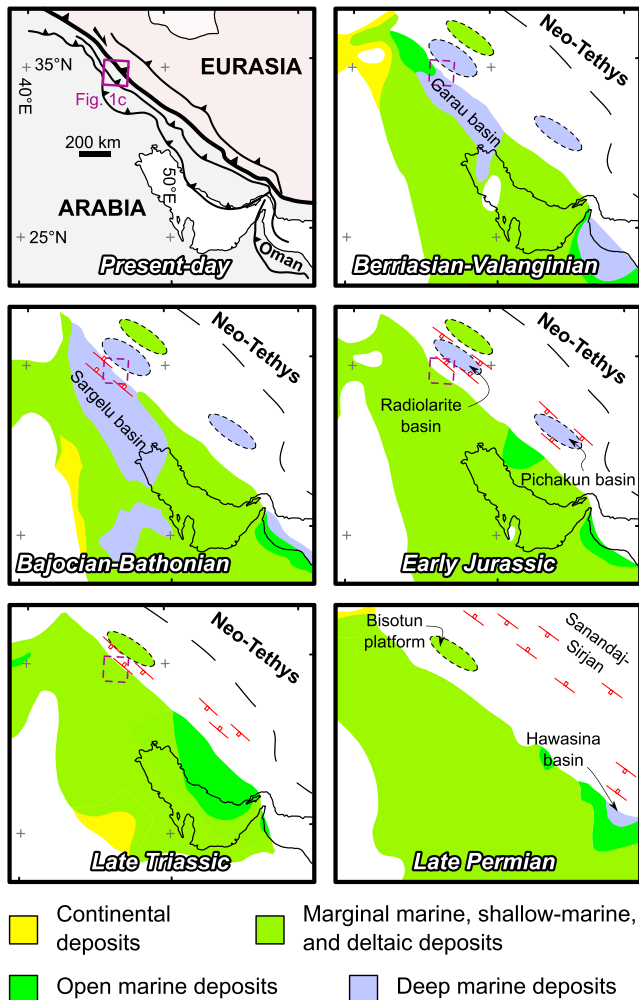 35°N
40°E
EURASIA
Fig. 1c
200 km
50°E
ARABIA
25°N
Oman
Present-day
Neo-Tethys
Garau basin
Berriasian-Valanginian
Neo-Tethys
Sargelu basin
Bajocian-Bathonian
Neo-Tethys
Radiolarite
basin
Pichakun basin
Early Jurassic
Neo-Tethys
Late Triassic
Bisotun
platform
Sanandaj-
Sirjan
Hawasina
basin
Late Permian
Continental
deposits
Marginal marine, shallow-marine,
and deltaic deposits
Open marine deposits
Deep marine deposits